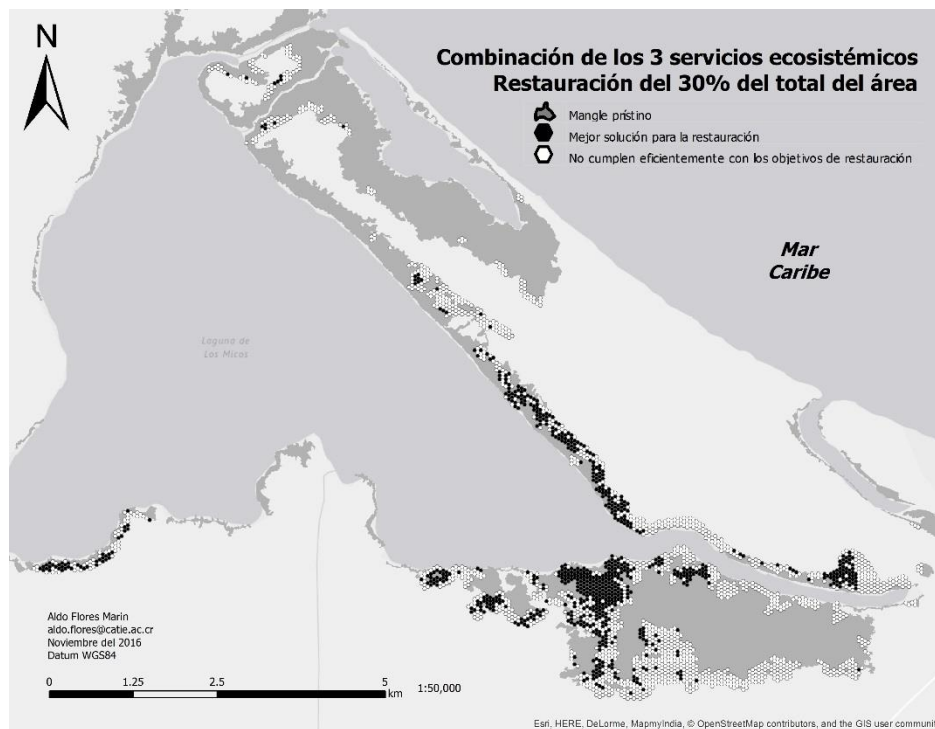 N
Combinación de los 3 servicios ecosistémicos
Restauración del 30% del total del área
Mangle prístino
Mejor solución para la restauración
No cumplen eficientemente con los objetivos de restauración
Mar
Caribe
Laguna de
Los Micos
Aldo Flores Marin
aldo.flores@catie.ac.cr
Noviembre del 2016
Datum WGS84
0 1.25 2.5 5
km
1:50,000
Esri, HERE, DeLorme, MapmyIndia, © OpenStreetMap contributors, and the GIS user communit